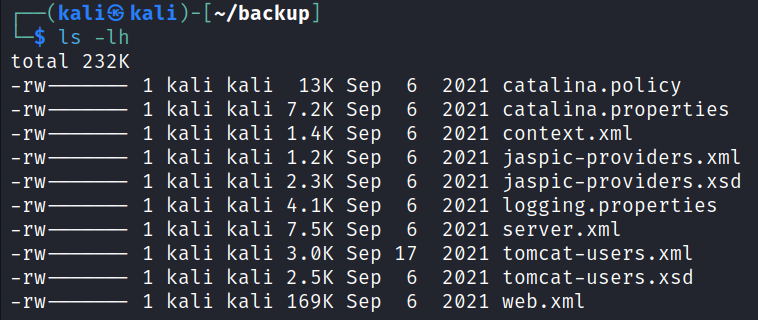 ┌──(kali㉿kali)-[~/backup]
└─$ ls -lh
total 232K
-rw------- 1 kali kali  13K Sep  6  2021 catalina.policy
-rw------- 1 kali kali 7.2K Sep  6  2021 catalina.properties
-rw------- 1 kali kali 1.4K Sep  6  2021 context.xml
-rw------- 1 kali kali 1.2K Sep  6  2021 jaspic-providers.xml
-rw------- 1 kali kali 2.3K Sep  6  2021 jaspic-providers.xsd
-rw------- 1 kali kali 4.1K Sep  6  2021 logging.properties
-rw------- 1 kali kali 7.5K Sep  6  2021 server.xml
-rw------- 1 kali kali 3.0K Sep 17  2021 tomcat-users.xml
-rw------- 1 kali kali 2.5K Sep  6  2021 tomcat-users.xsd
-rw------- 1 kali kali 169K Sep  6  2021 web.xml